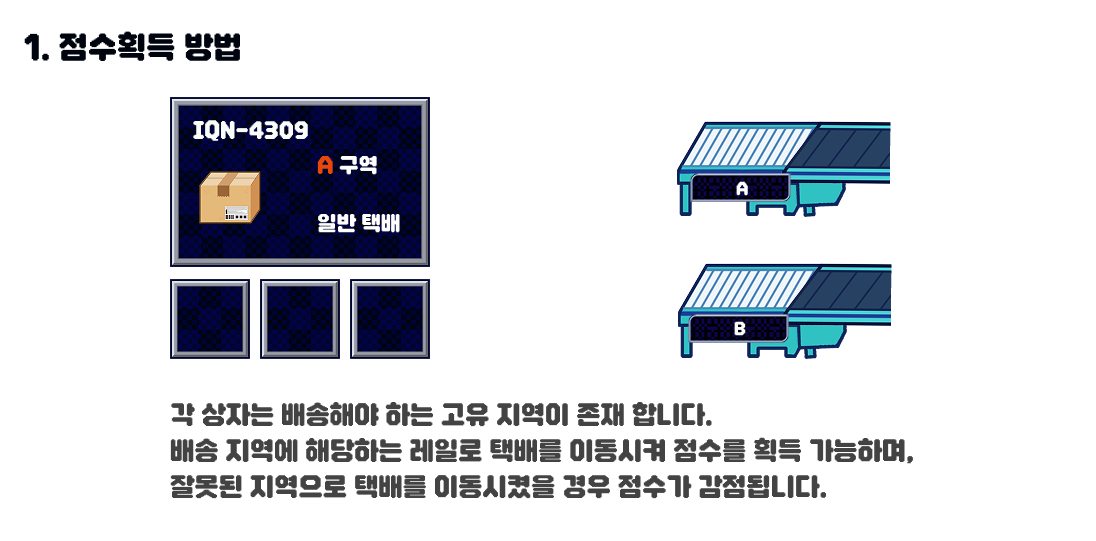 1. 점수획득 방법
IQN-4309
A 구역
일반 택배
A
B
각 상자는 배송해야 하는 고유 지역이 존재 합니다.
배송 지역에 해당하는 레일로 택배를 이동시켜 점수를 획득 가능하며,
잘못된 지역으로 택배를 이동시켰을 경우 점수가 감점됩니다.